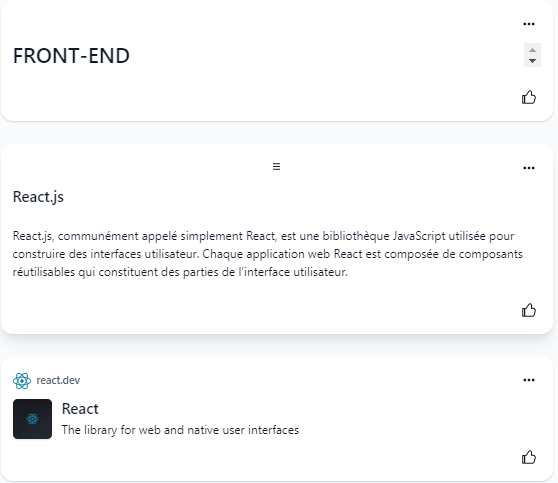 FRONT-END
React.js
React.js, communément appelé simplement React, est une bibliothèque JavaScript utilisée pour
construire des interfaces utilisateur. Chaque application web React est composée de composants
réutilisables qui constituent des parties de l'interface utilisateur.
react.dev
React
The library for web and native user interfaces